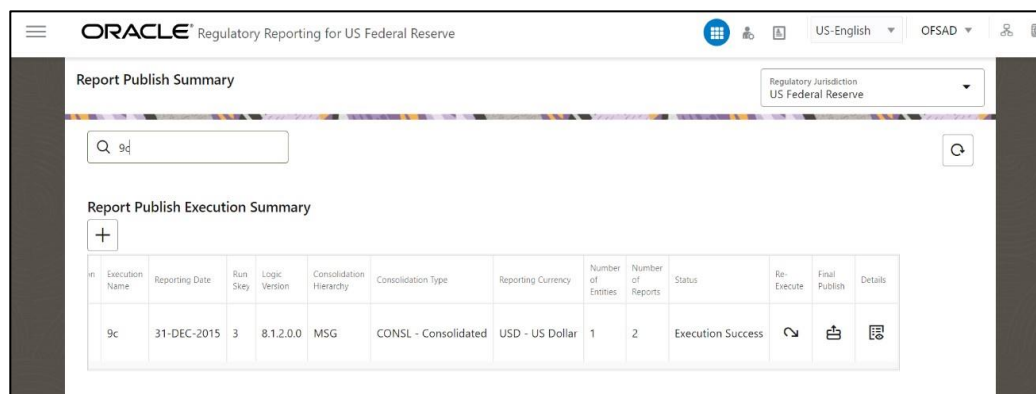 ORACLE® Regulatory Reporting for US Federal Reserve
US-English
OFSAD
Report Publish Summary
Regulatory Jurisdiction
US Federal Reserve
9c
Report Publish Execution Summary
+
on Execution Name Reporting Date Run Skey Logic Version Consolidation Hierarchy Consolidation Type Reporting Currency Number of Entities Number of Reports Status Re-Execute Final Publish Details
9c 31-DEC-2015 3 8.1.2.0.0 MSG CONSL - Consolidated USD - US Dollar 1 2 Execution Success